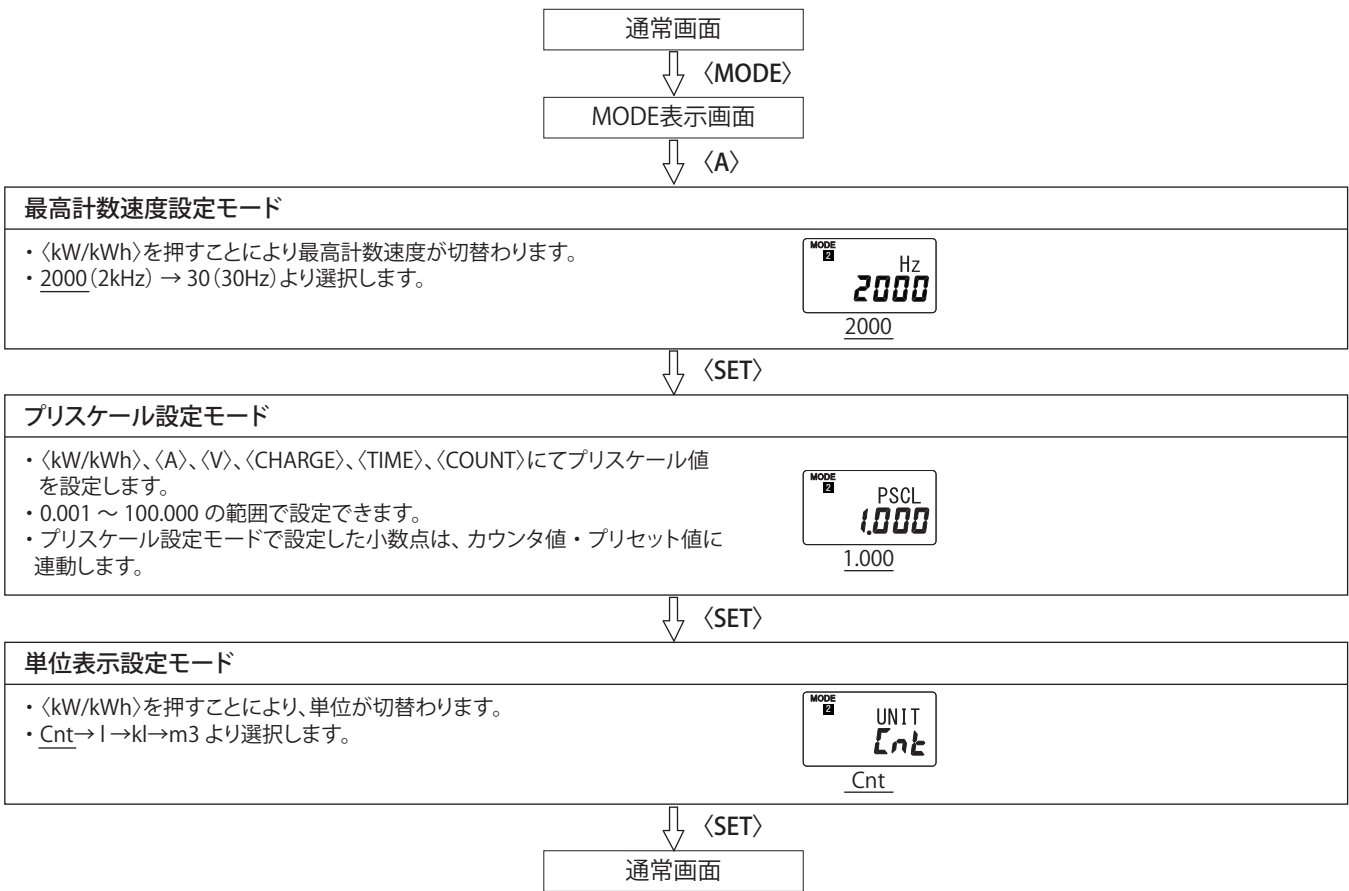 通常画面
〈MODE〉
MODE表示画面
〈A〉
最高計数速度設定モード
・〈kW/kWh〉を押すことにより最高計数速度が切替わります。
・2000(2kHz) → 30(30Hz)より選択します。
MODE
2
Hz
2000
2000
〈SET〉
プリスケール設定モード
・〈kW/kWh〉、〈A〉、〈V〉、〈CHARGE〉、〈TIME〉、〈COUNT〉にてプリスケール値
を設定します。
・0.001 ～ 100.000 の範囲で設定できます。
・プリスケール設定モードで設定した小数点は、カウンタ値・プリセット値に
連動します。
MODE
2
PSCL
1.000
1.000
〈SET〉
単位表示設定モード
・〈kW/kWh〉を押すことにより、単位が切替わります。
・Cnt→ l →kl→m3 より選択します。
MODE
2
UNIT
Cnt
Cnt
〈SET〉
通常画面